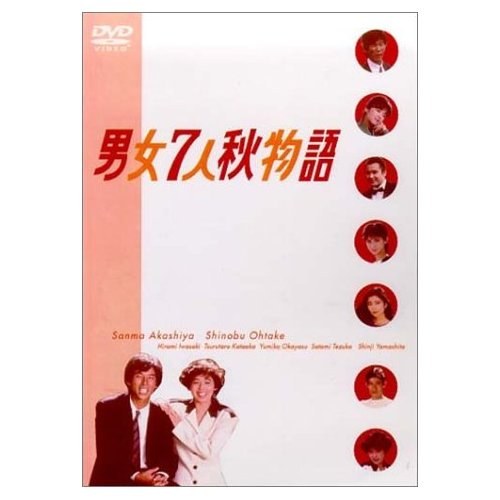 DVD
VIDEO
男女7人秋物語
Sanma Akashiya Shinobu Ohtake
Hiromi Iwasaki Tsurutaro Kataoka Yumiko Okayasu Satomi Tezuka Shinji Yamashita